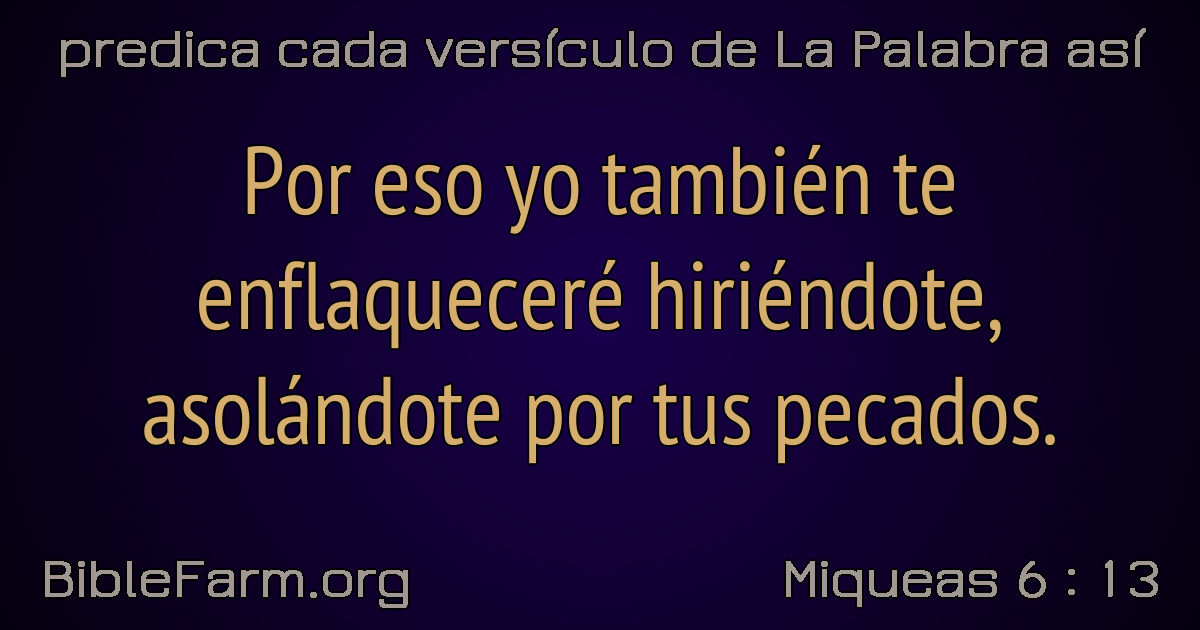 predica cada versículo de La Palabra así
Por eso yo también te
enflaqueceré hiriéndote,
asolándote por tus pecados.
BibleFarm.org
Miqueas 6 : 13